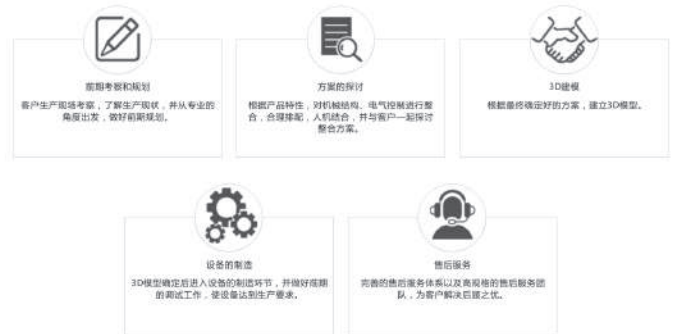 前期考察和规划
客户生产现场考察，了解生产现状，并从专业的
角度出发，做好前期规划。
方案的探讨
根据产品特性，对机械结构、电气控制进行整
合，合理排配，人机结合，并与客户一起探讨
整合方案。
3D建模
根据最终确定好的方案，建立3D模型。
设备的制造
3D模型确定后进入设备的制造环节，并做好前期
的调试工作，使设备达到生产要求。
售后服务
完善的售后服务体系以及高规格的售后服务团
队，为客户解决后顾之忧。